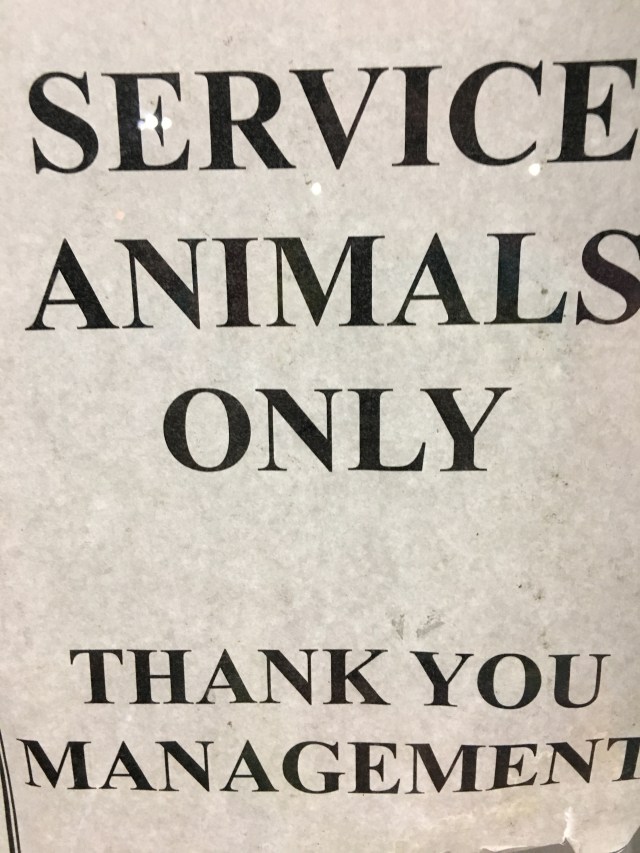 SERVICE
ANIMALS
ONLY
THANK YOU
MANAGEMENT